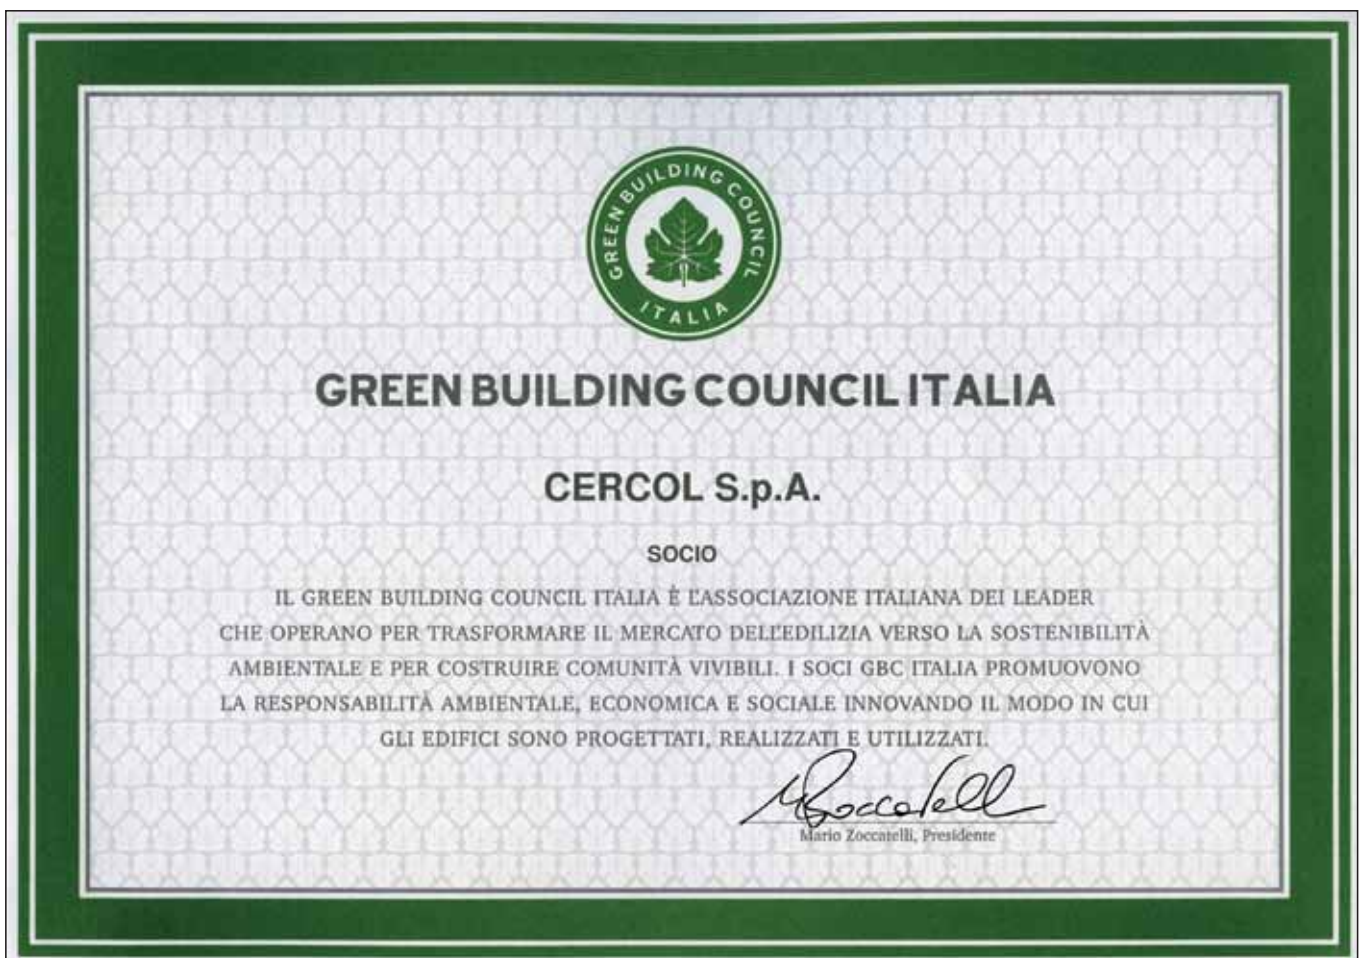 GREEN BUILDING COUNCIL
ITALIA
GREEN BUILDING COUNCIL ITALIA
CERCOL S.p.A.
SOCIO
IL GREEN BUILDING COUNCIL ITALIA È L'ASSOCIAZIONE ITALIANA DEI LEADER
CHE OPERANO PER TRASFORMARE IL MERCATO DELL'EDILIZIA VERSO LA SOSTENIBILITÀ
AMBIENTALE E PER COSTRUIRE COMUNITÀ VIVIBILI. I SOCI GBC ITALIA PROMUOVONO
LA RESPONSABILITÀ AMBIENTALE, ECONOMICA E SOCIALE INNOVANDO IL MODO IN CUI
GLI EDIFICI SONO PROGETTATI, REALIZZATI E UTILIZZATI.
MZoccatelli
Mario Zoccatelli, Presidente